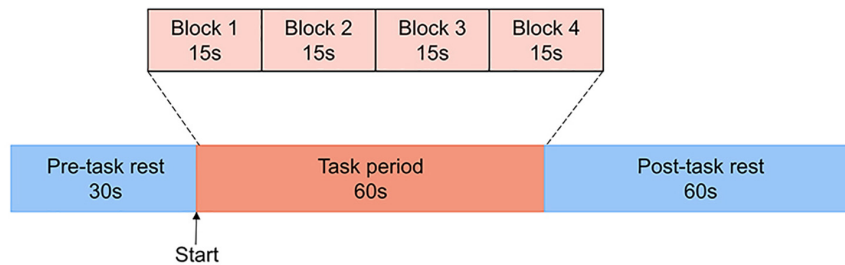 Block 1 Block 2 Block 3 Block 4
15s 15s 15s 15s
Pre-task rest Task period Post-task rest
30s 60s 60s
Start